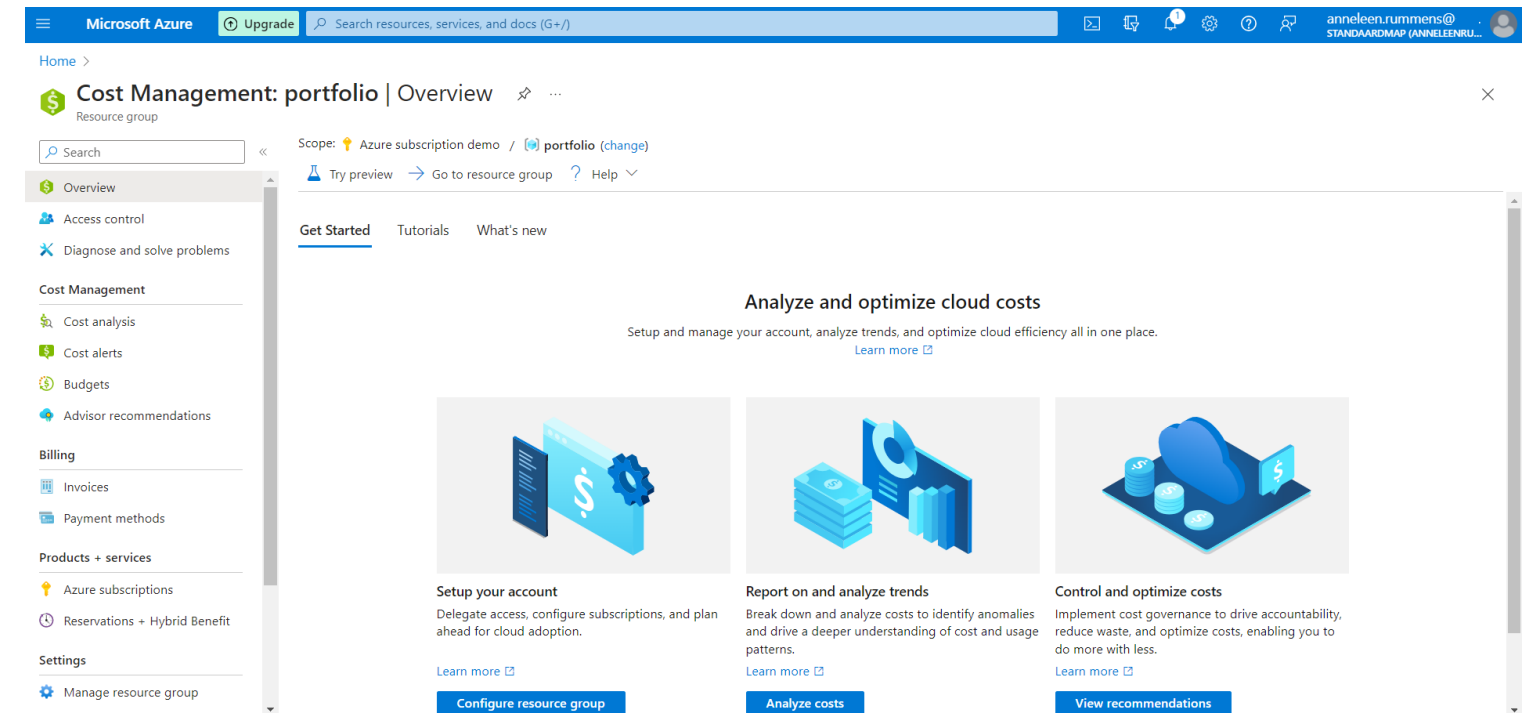 Microsoft Azure
Upgrade
Search resources, services, and docs (G+/)
1
anneleen.rummens@
STANDAARDMAP (ANNELEENRU...
Home >
Cost Management: portfolio | Overview
Resource group
Search
Overview
Access control
Diagnose and solve problems
Cost Management
Cost analysis
Cost alerts
Budgets
Advisor recommendations
Billing
Invoices
Payment methods
Products + services
Azure subscriptions
Reservations + Hybrid Benefit
Settings
Manage resource group
Scope: Azure subscription demo / portfolio (change)
Try preview
Go to resource group
Help
Get Started
Tutorials
What's new
Analyze and optimize cloud costs
Setup and manage your account, analyze trends, and optimize cloud efficiency all in one place.
Learn more
Setup your account
Delegate access, configure subscriptions, and plan
ahead for cloud adoption.
Learn more
Configure resource group
Report on and analyze trends
Break down and analyze costs to identify anomalies
and drive a deeper understanding of cost and usage
patterns.
Learn more
Analyze costs
Control and optimize costs
Implement cost governance to drive accountability,
reduce waste, and optimize costs, enabling you to
do more with less.
Learn more
View recommendations